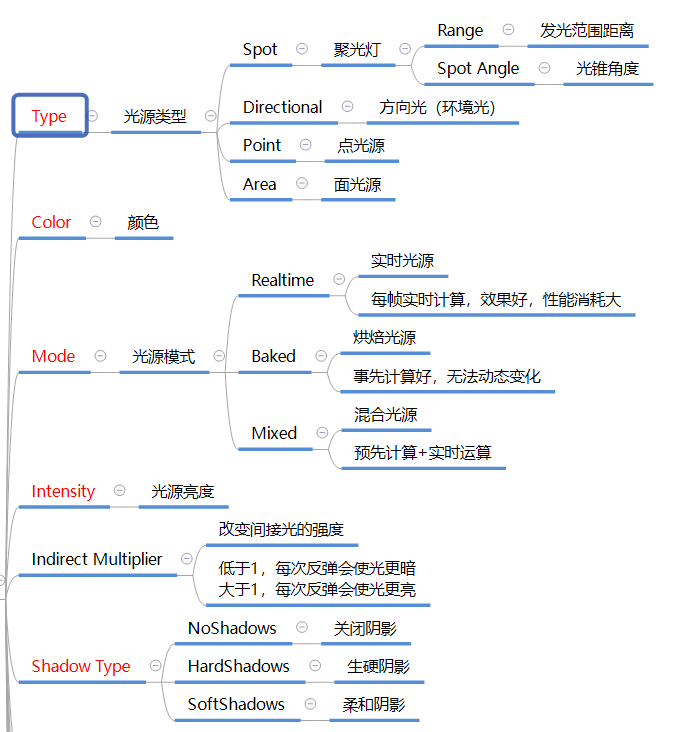 Type
光源类型
Spot
聚光灯
Range
发光范围距离
Spot Angle
光锥角度
Directional
方向光（环境光）
Point
点光源
Area
面光源
Color
颜色
Mode
光源模式
Realtime
实时光源
每帧实时计算，效果好，性能消耗大
Baked
烘焙光源
事先计算好，无法动态变化
Mixed
混合光源
预先计算+实时运算
Intensity
光源亮度
Indirect Multiplier
改变间接光的强度
低于1，每次反弹会使光更暗
大于1，每次反弹会使光更亮
Shadow Type
NoShadows
关闭阴影
HardShadows
生硬阴影
SoftShadows
柔和阴影